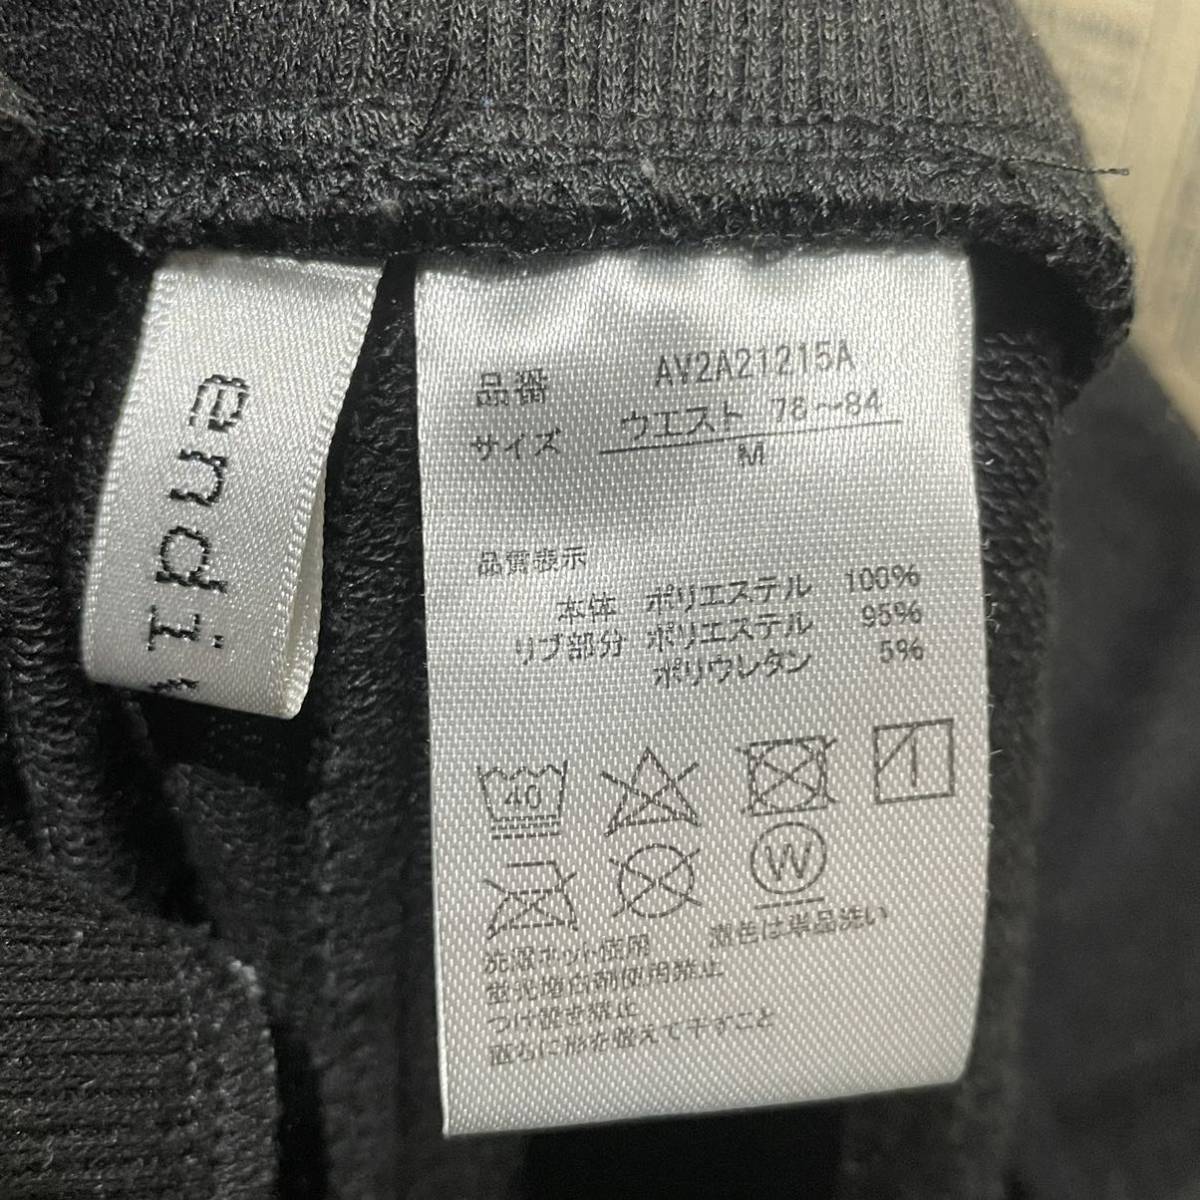 andi
品番 AV2A21215A
サイズ ウエスト 78～84
M
品質表示
本体 ポリエステル 100%
リブ部分 ポリエステル 95%
ポリウレタン 5%
40
W
洗濯ネット使用 濃色は単品洗い
蛍光増白剤使用禁止
つけ置き禁止
直ちに形を整えて干すこと